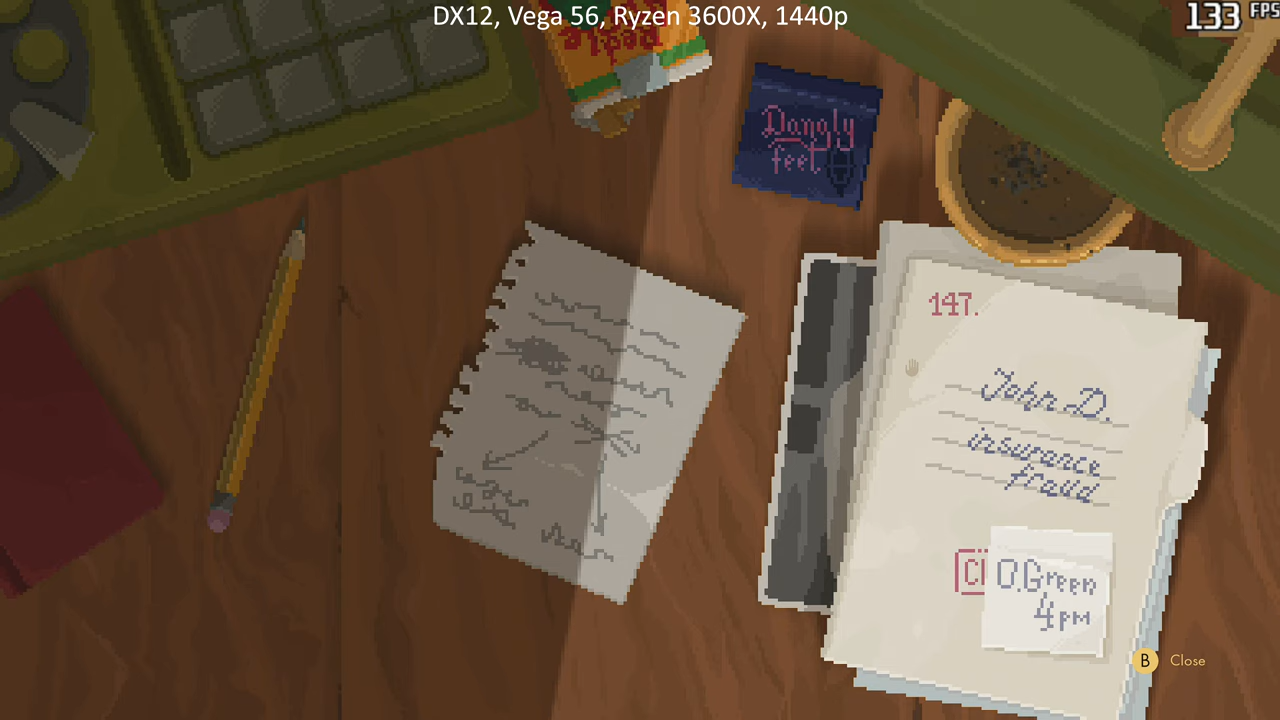 DX12, Vega 56, Ryzen 3600X, 1440p
133 FPS
Dangly
feet
147.
John D.
insurance
fraud
O.Green
4pm
B Close